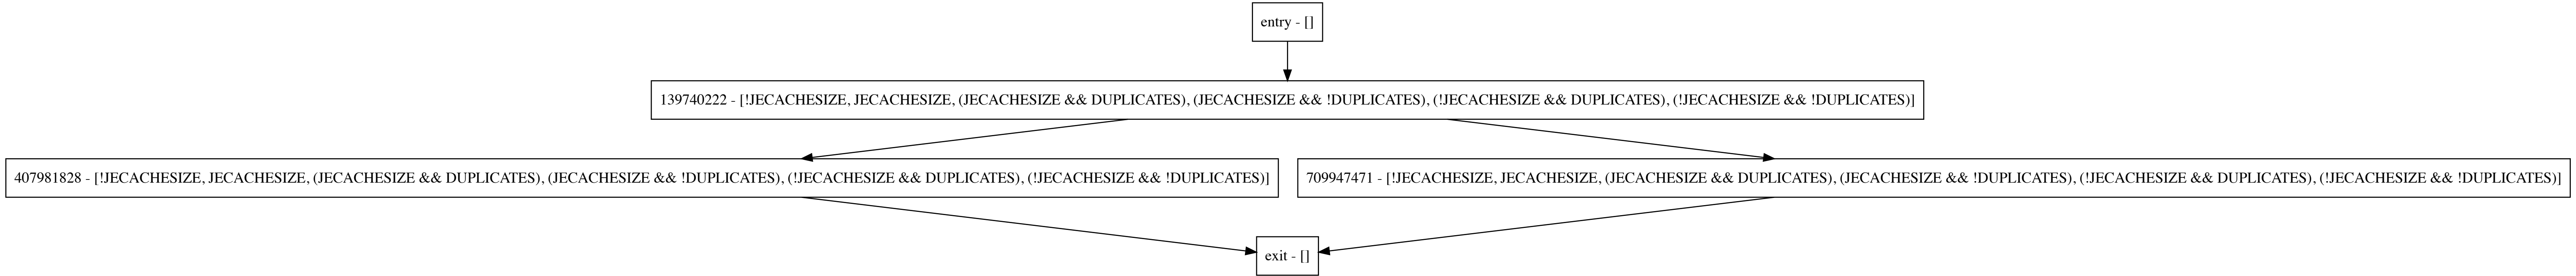 entry - []
139740222 - [!JECACHESIZE, JECACHESIZE, (JECACHESIZE && DUPLICATES), (JECACHESIZE && !DUPLICATES), (!JECACHESIZE && DUPLICATES), (!JECACHESIZE && !DUPLICATES)]
407981828 - [!JECACHESIZE, JECACHESIZE, (JECACHESIZE && DUPLICATES), (JECACHESIZE && !DUPLICATES), (!JECACHESIZE && DUPLICATES), (!JECACHESIZE && !DUPLICATES)]
709947471 - [!JECACHESIZE, JECACHESIZE, (JECACHESIZE && DUPLICATES), (JECACHESIZE && !DUPLICATES), (!JECACHESIZE && DUPLICATES), (!JECACHESIZE && !DUPLICATES)]
exit - []